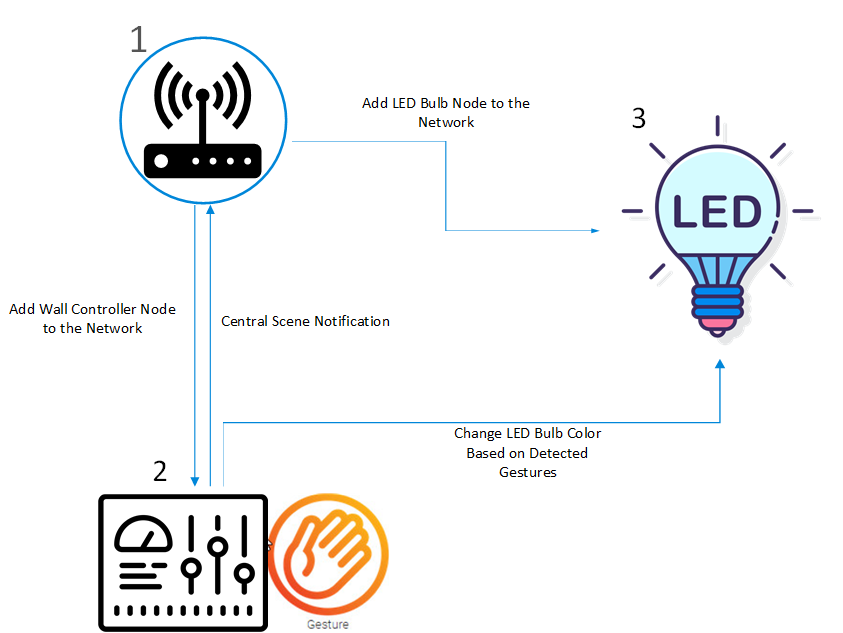 1
Add LED Bulb Node to the
Network
3
LED
Add Wall Controller Node
to the Network
Central Scene Notification
Change LED Bulb Color
Based on Detected
Gestures
2
Gesture